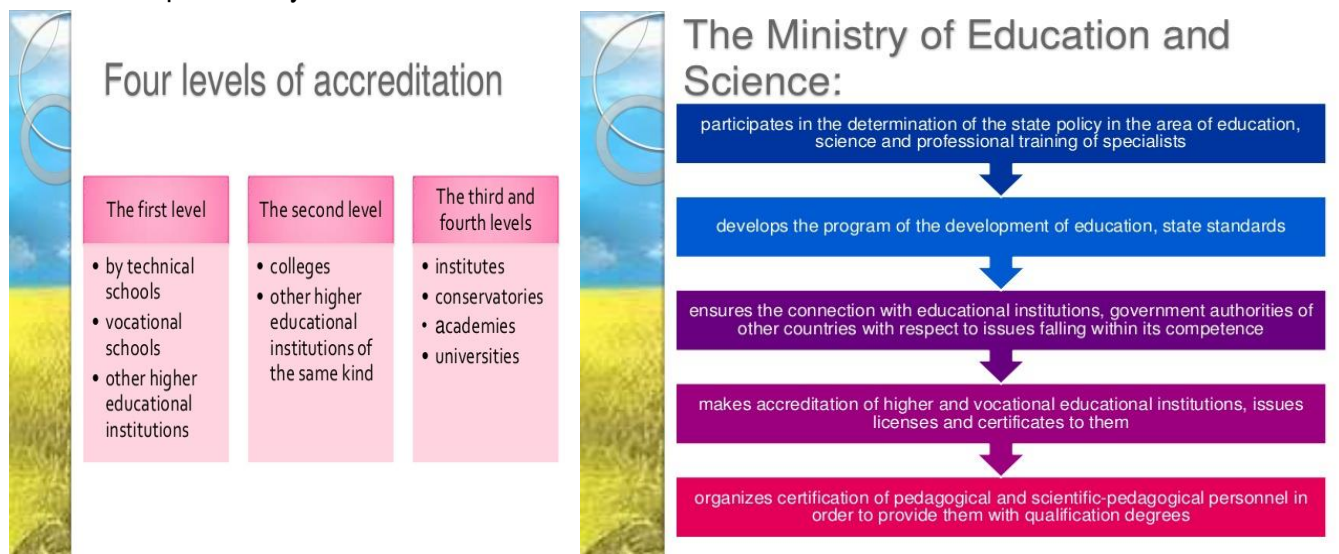 Four levels of accreditation
The first level
• by technical
schools
• vocational
schools
• other higher
educational
institutions
The second level
• colleges
• other higher
educational
institutions of
the same kind
The third and
fourth levels
• institutes
• conservatories
• academies
• universities
The Ministry of Education and
Science:
participates in the determination of the state policy in the area of education,
science and professional training of specialists
develops the program of the development of education, state standards
ensures the connection with educational institutions, government authorities of
other countries with respect to issues falling within its competence
makes accreditation of higher and vocational educational institutions, issues
licenses and certificates to them
organizes certification of pedagogical and scientific-pedagogical personnel in
order to provide them with qualification degrees